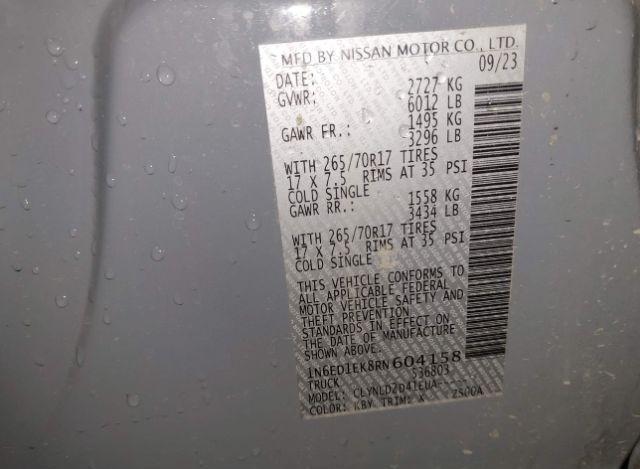 MFD BY NISSAN MOTOR CO., LTD.
DATE: 09/23
GVWR: 2727 KG
6012 LB
GAWR FR.: 1495 KG
3296 LB
WITH 265/70R17 TIRES
17 X 7.5 RIMS AT 35 PSI
COLD SINGLE
GAWR RR.: 1558 KG
3434 LB
WITH 265/70R17 TIRES
17 X 7.5 RIMS AT 35 PSI
COLD SINGLE
THIS VEHICLE CONFORMS TO
ALL APPLICABLE FEDERAL
MOTOR VEHICLE SAFETY AND
THEFT PREVENTION
STANDARDS IN EFFECT ON
THE DATE OF MANUFACTURE
SHOWN ABOVE.
1N6ED1EK8RN604158
TRUCK S36803
MODEL:
COLOR: KBY TRIM: X 2S00A